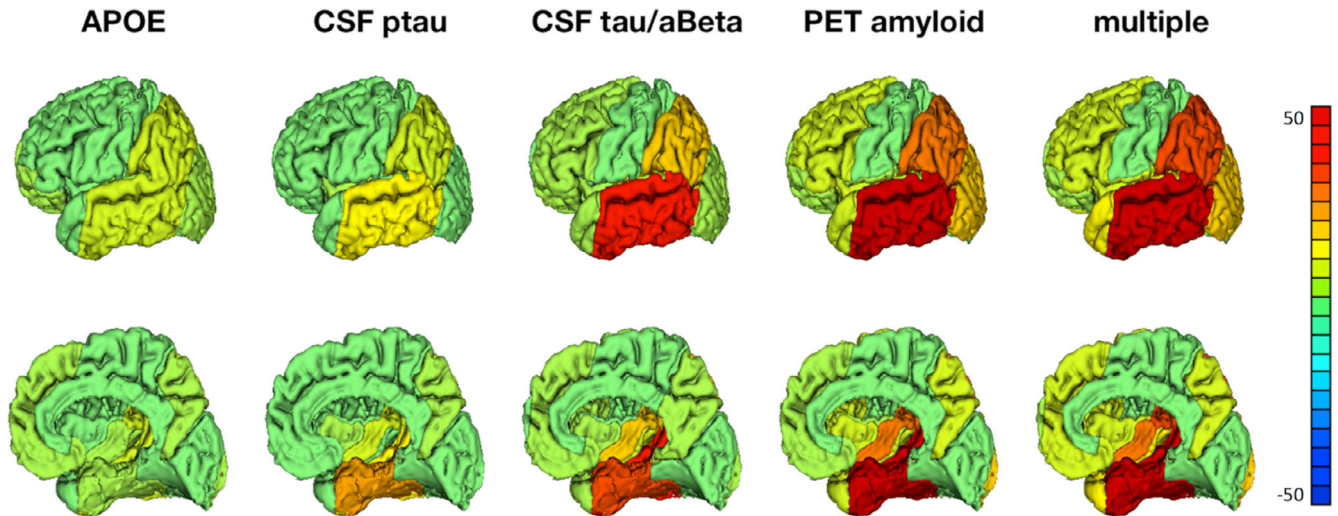 APOE
CSF ptau
CSF tau/aBeta
PET amyloid
multiple
50
-50